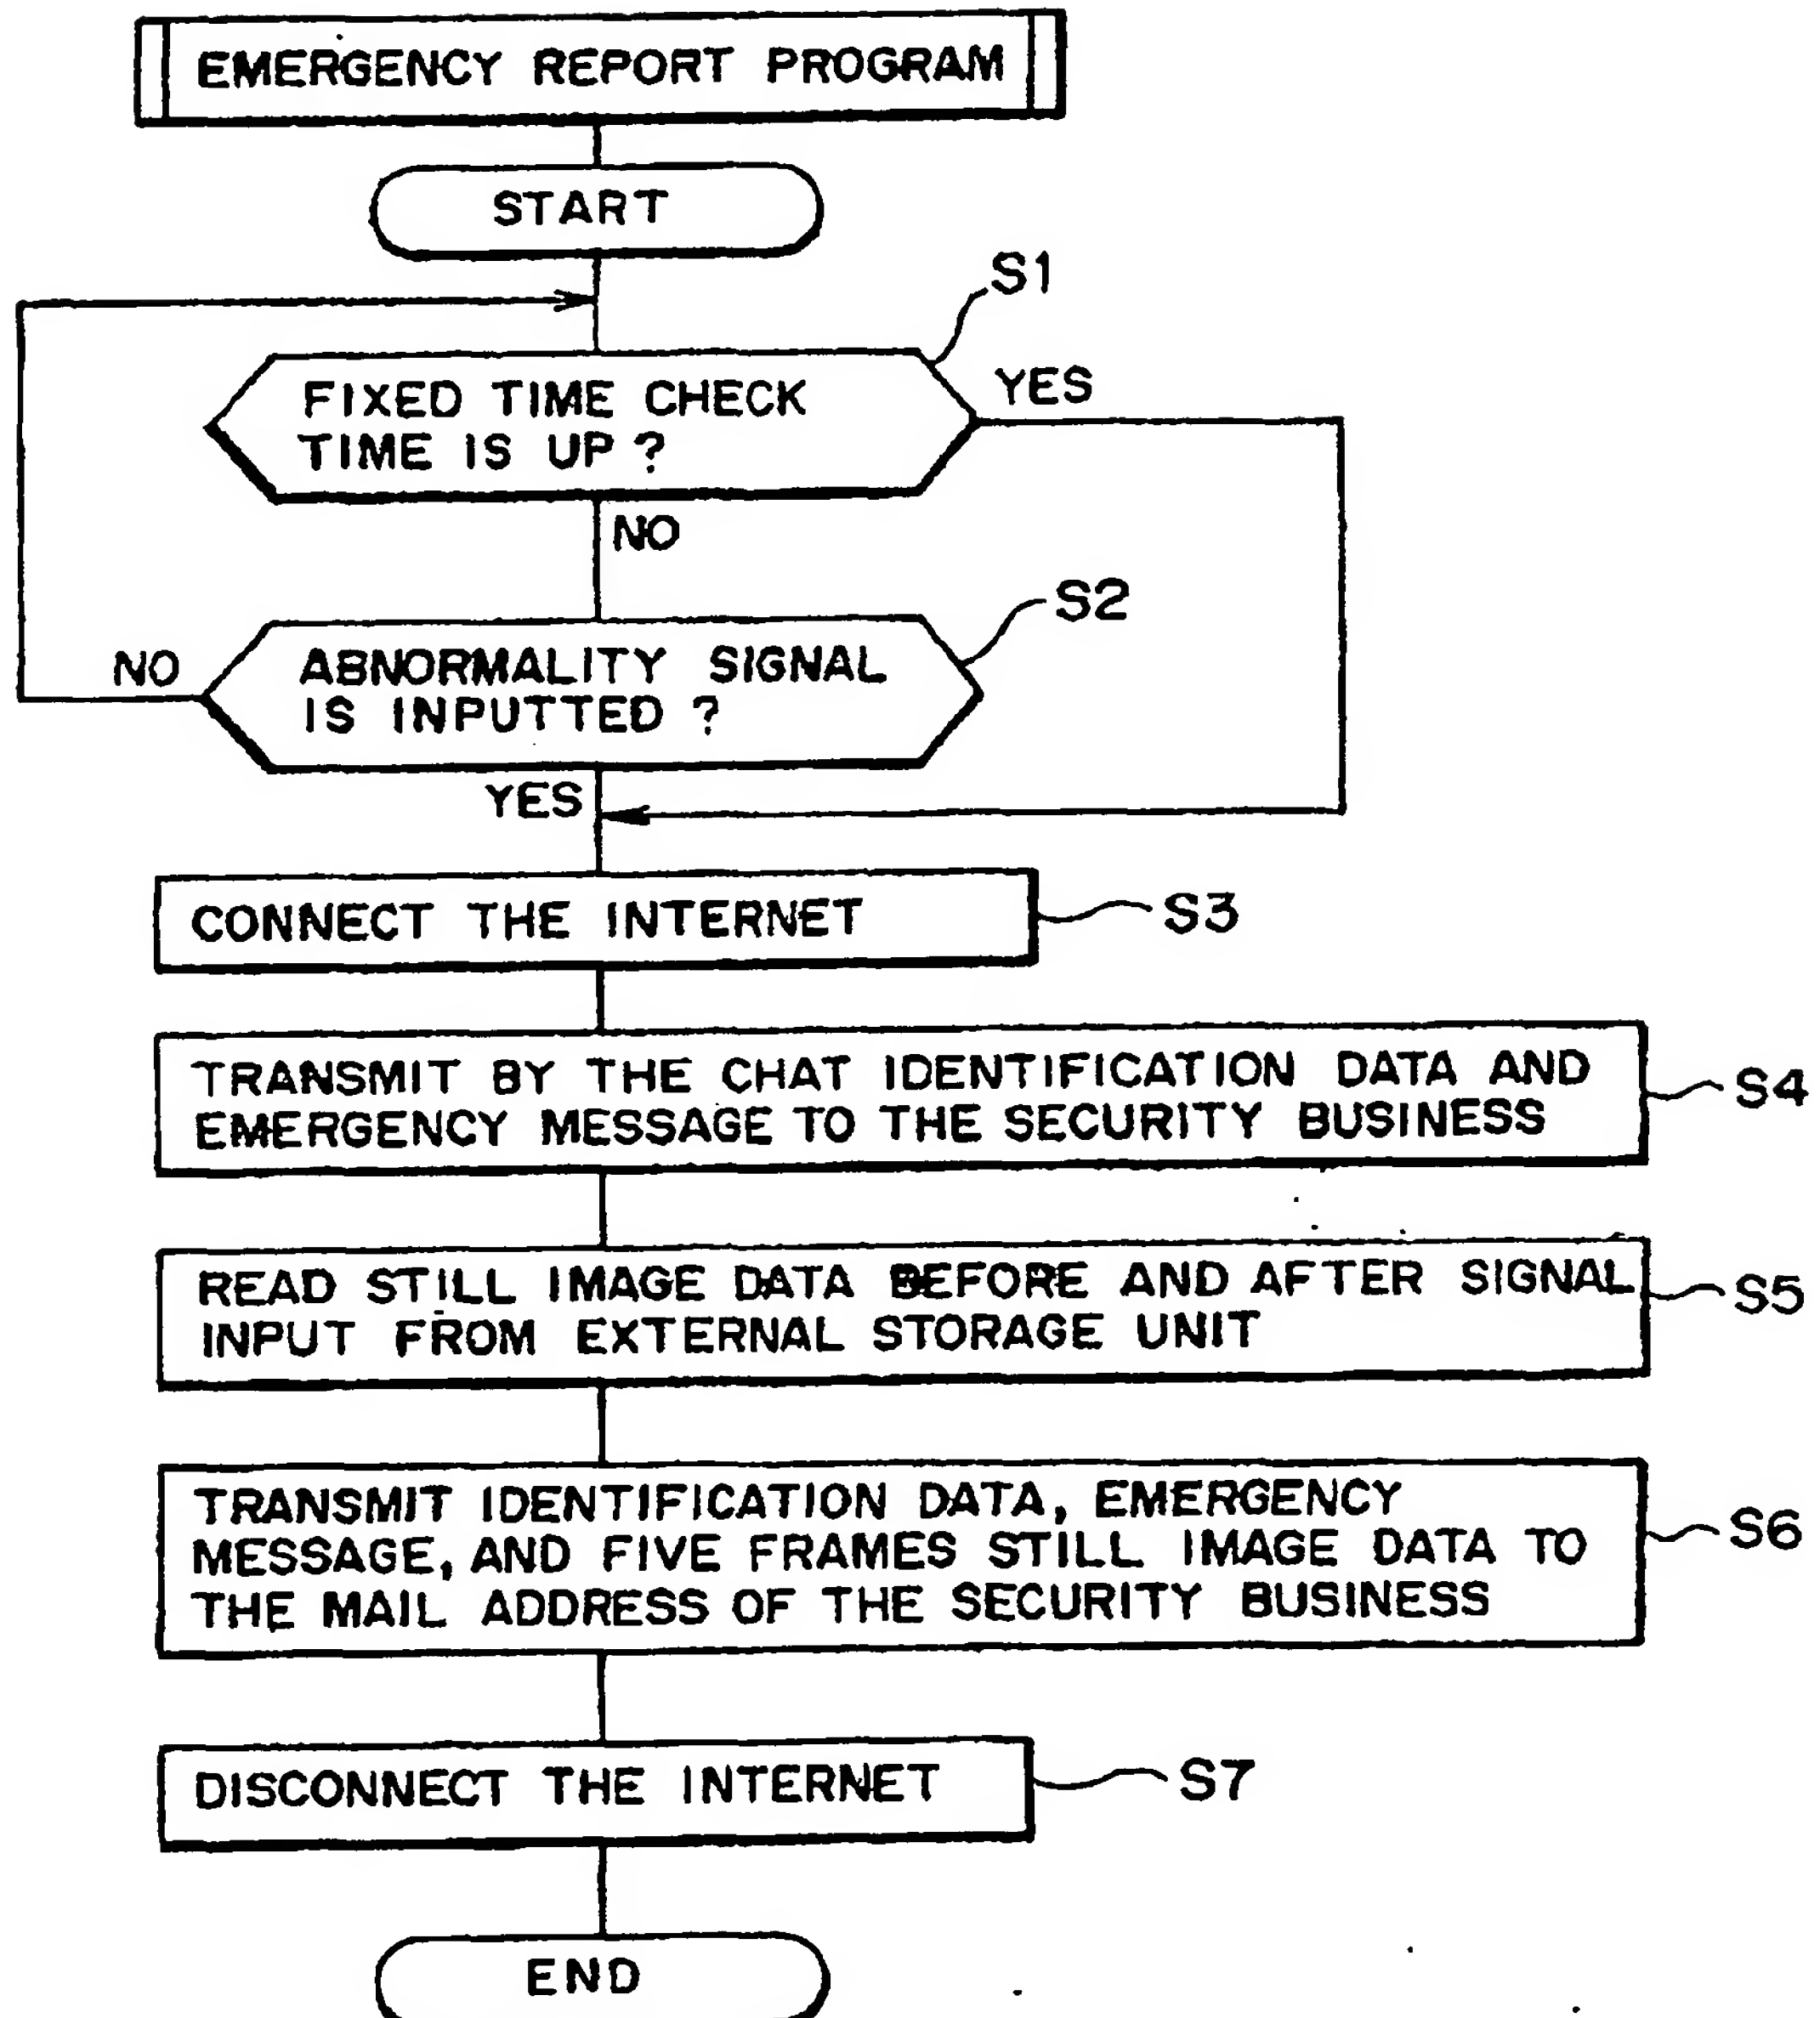 EMERGENCY REPORT PROGRAM
START
S1
FIXED TIME CHECK
TIME IS UP ?
YES
NO
S2
ABNORMALITY SIGNAL
IS INPUTTED ?
NO
YES
CONNECT THE INTERNET
S3
TRANSMIT BY THE CHAT IDENTIFICATION DATA AND
EMERGENCY MESSAGE TO THE SECURITY BUSINESS
S4
READ STILL IMAGE DATA BEFORE AND AFTER SIGNAL
INPUT FROM EXTERNAL STORAGE UNIT
S5
TRANSMIT IDENTIFICATION DATA, EMERGENCY
MESSAGE, AND FIVE FRAMES STILL IMAGE DATA TO
THE MAIL ADDRESS OF THE SECURITY BUSINESS
S6
DISCONNECT THE INTERNET
S7
END